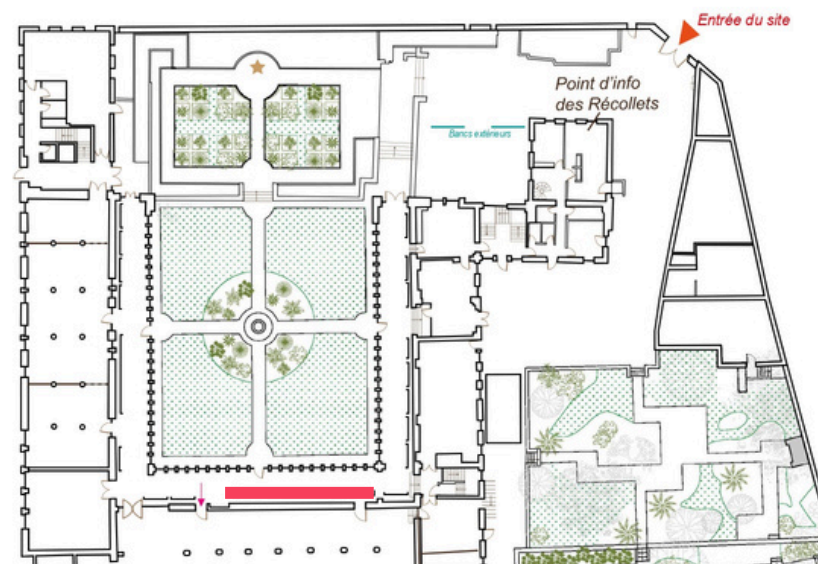 Entrée du site
Point d'info
des Récollets
Bancs extérieurs